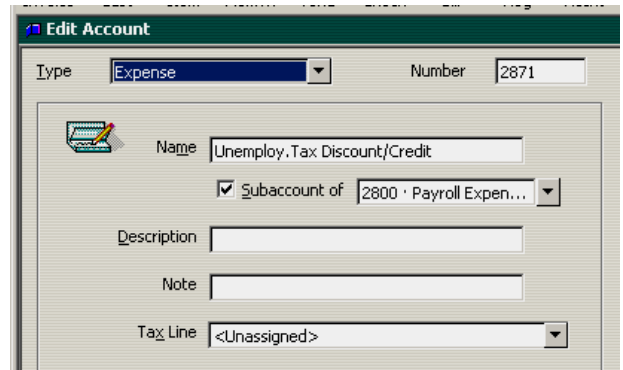 Edit Account
Type Expense Number 2871
Name Unemploy.Tax Discount/Credit
Subaccount of 2800 · Payroll Expen...
Description
Note
Tax Line <Unassigned>